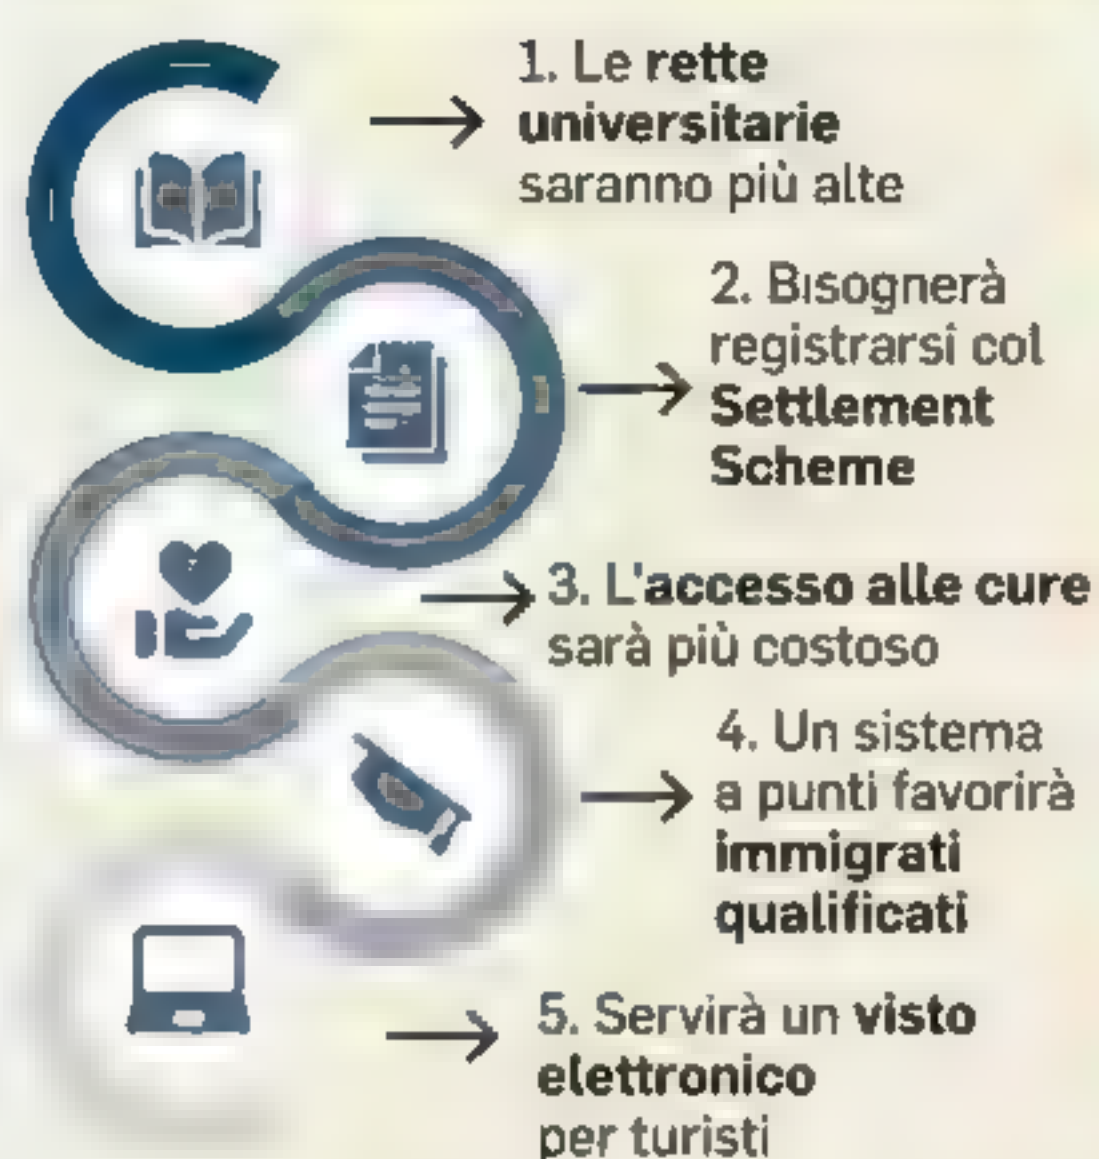 1. Le rette
universitarie
saranno più alte
2. Bisognerà
registrarsi col
Settlement
Scheme
3. L'accesso alle cure
sarà più costoso
4. Un sistema
a punti favorirà
immigrati
qualificati
5. Servirà un visto
elettronico
per turisti